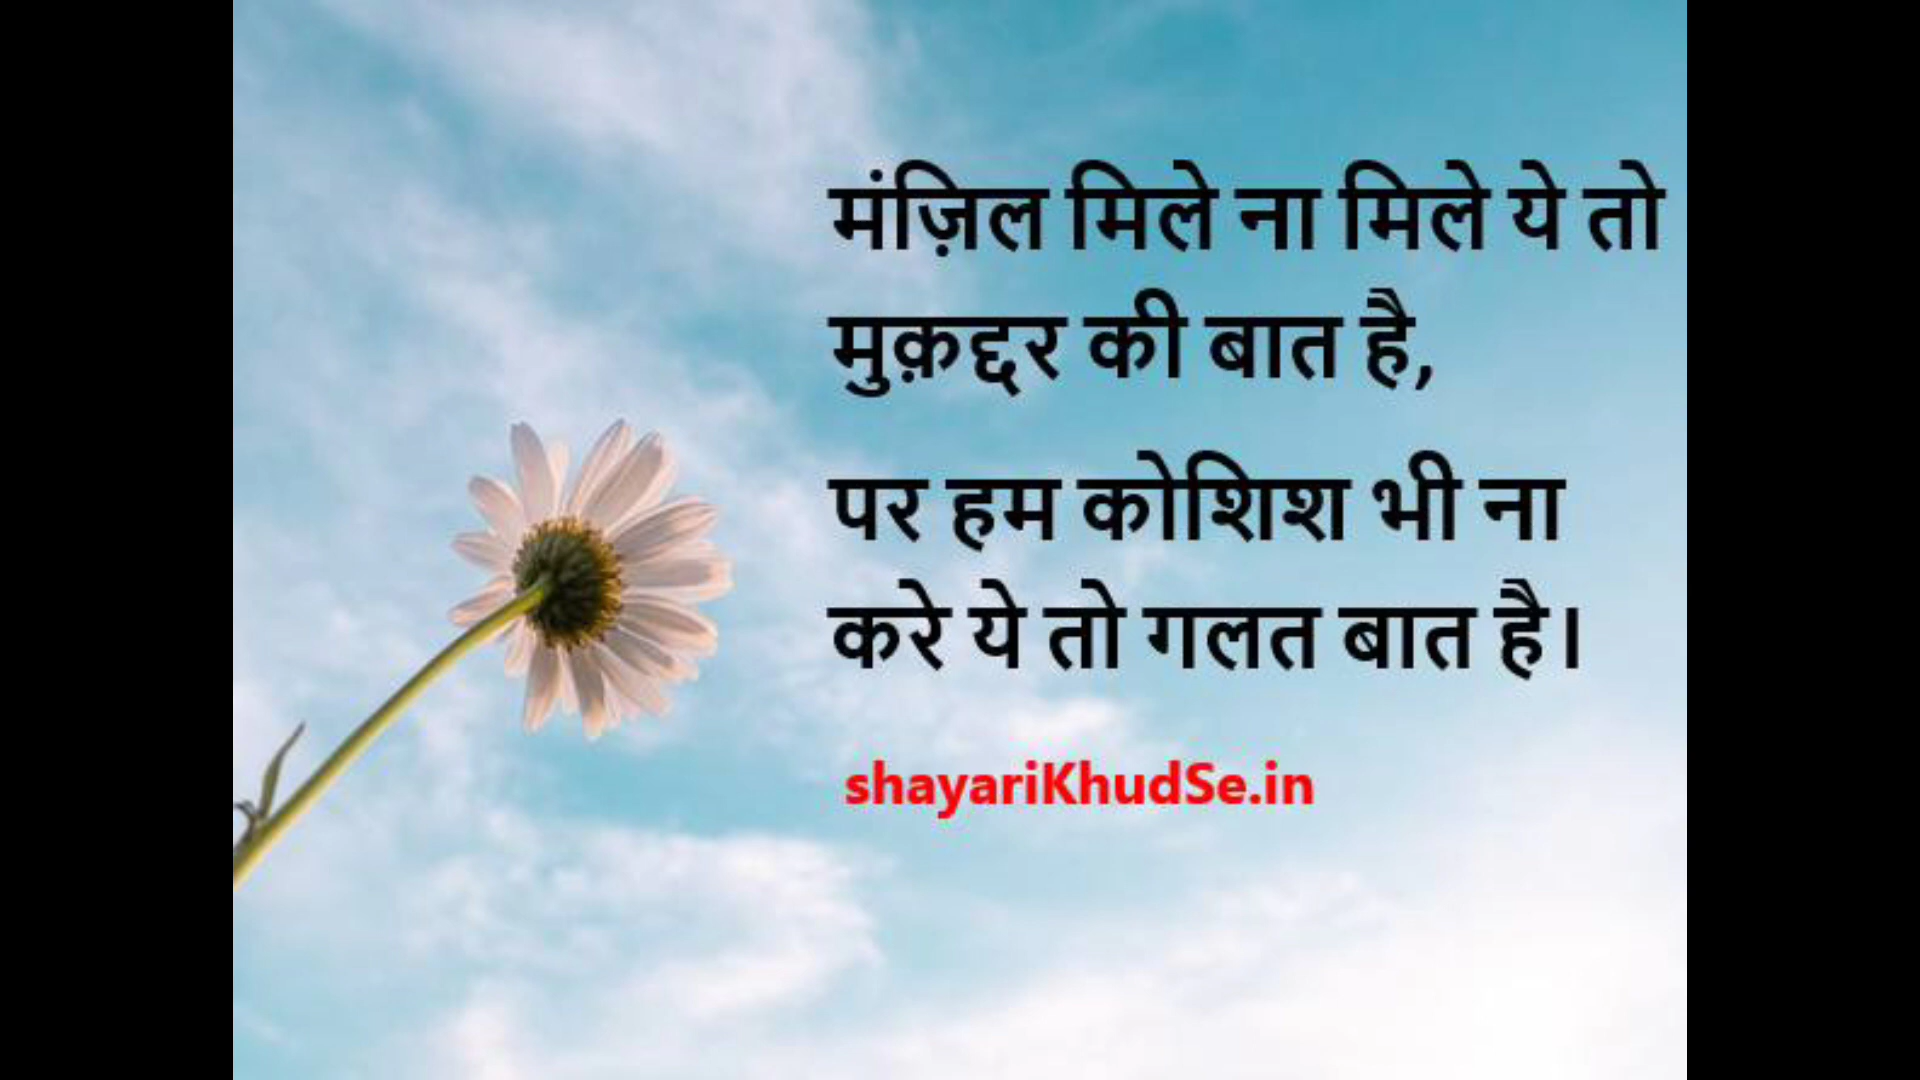 मंज़िल मिले ना मिले ये तो
मुक़द्दर की बात है,
पर हम कोशिश भी ना
करे ये तो गलत बात है।
shayariKhudSe.in